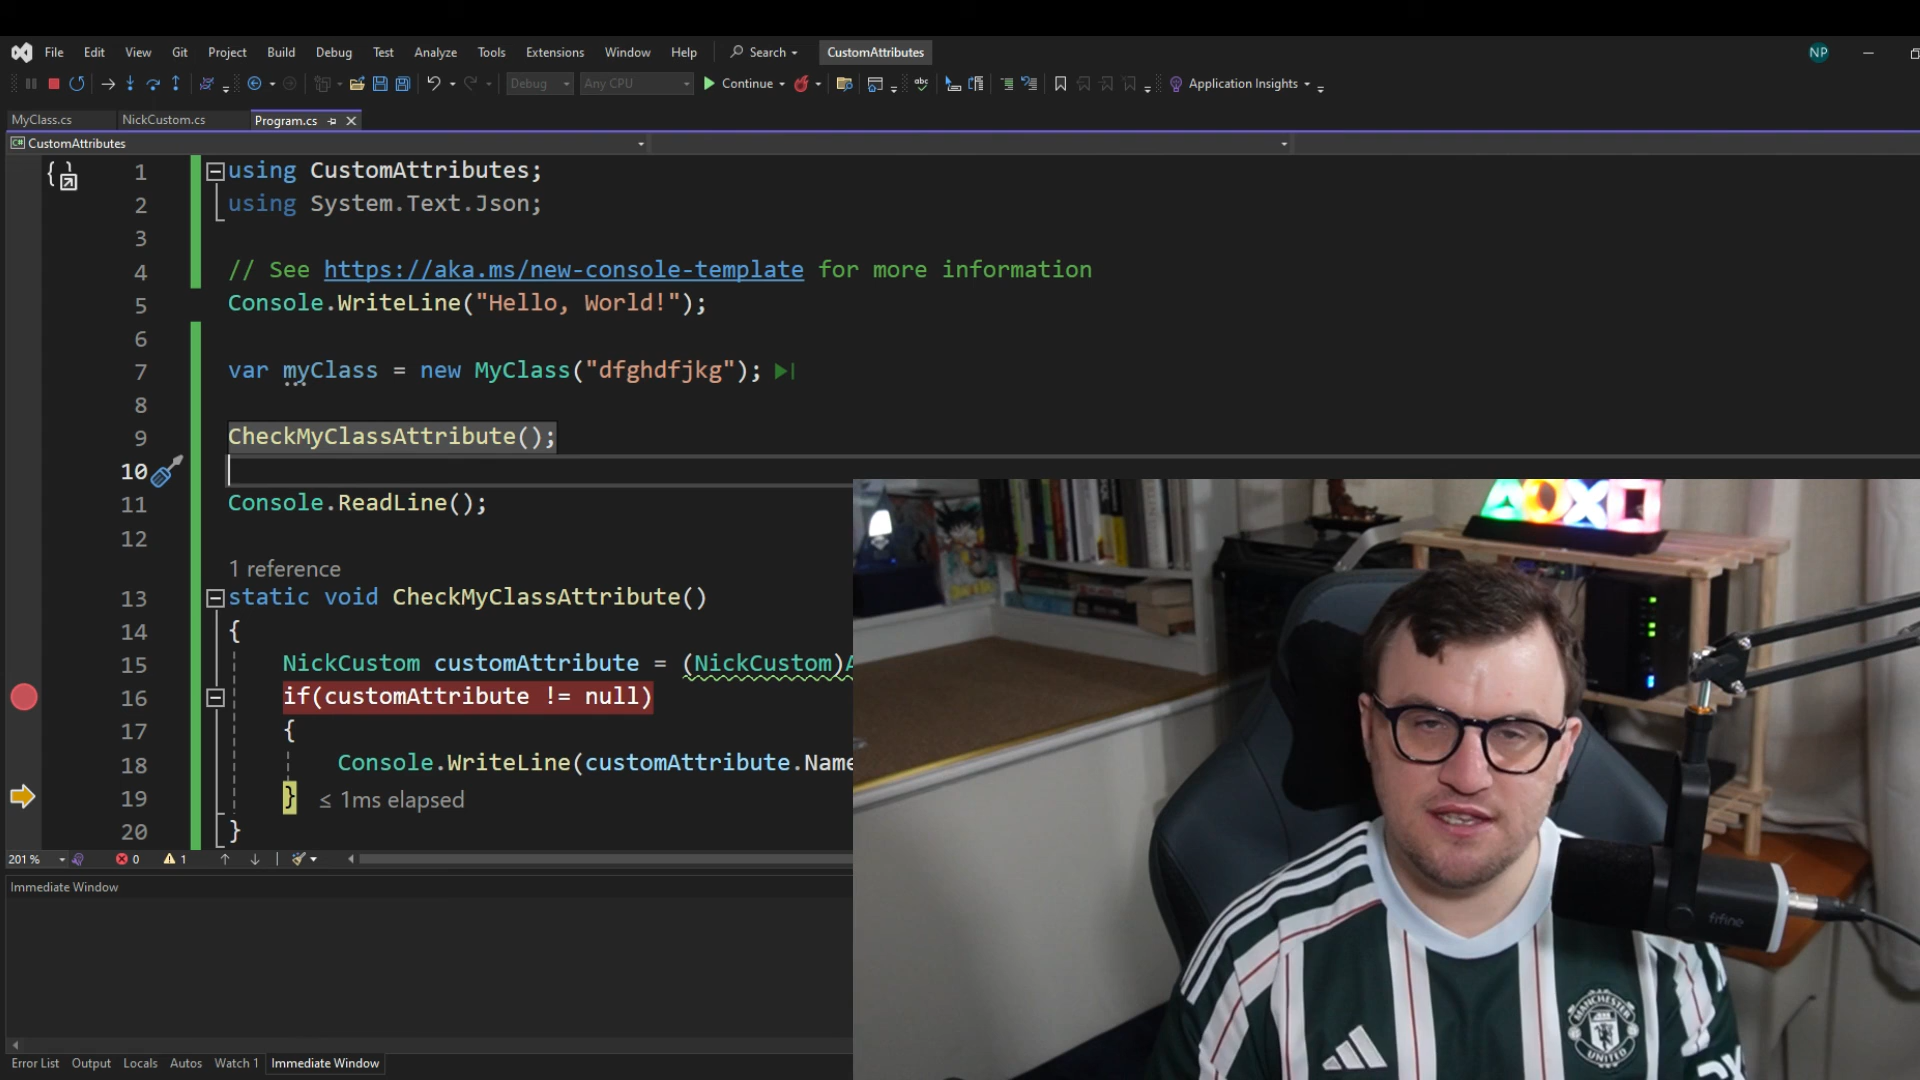 File Edit View Git Project Build Debug Test Analyze Tools Extensions Window Help Search CustomAttributes NP
Debug Any CPU Continue Application Insights
MyClass.cs NickCustom.cs Program.cs
CustomAttributes
1 using CustomAttributes;
2 using System.Text.Json;
3
4 // See https://aka.ms/new-console-template for more information
5 Console.WriteLine("Hello, World!");
6
7 var myClass = new MyClass("dfghdfjkg");
8
9 CheckMyClassAttribute();
10
11 Console.ReadLine();
12
1 reference
13 static void CheckMyClassAttribute()
14 {
15 NickCustom customAttribute = (NickCustom)A
16 if(customAttribute != null)
17 {
18 Console.WriteLine(customAttribute.Name
19 } ≤ 1ms elapsed
20 }
201 % 0 1
Immediate Window
Error List Output Locals Autos Watch 1 Immediate Window
fifine
MANCHESTER
UNITED